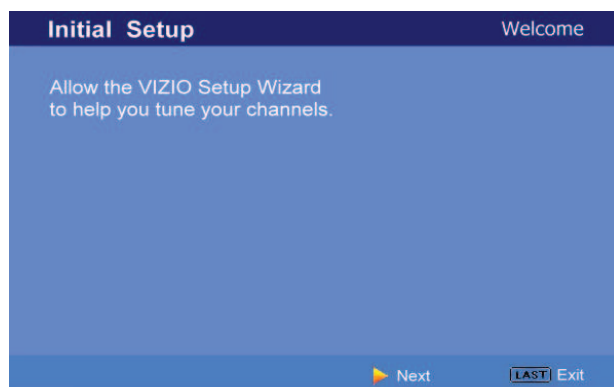 Initial Setup Welcome
Allow the VIZIO Setup Wizard
to help you tune your channels.
Next LAST Exit